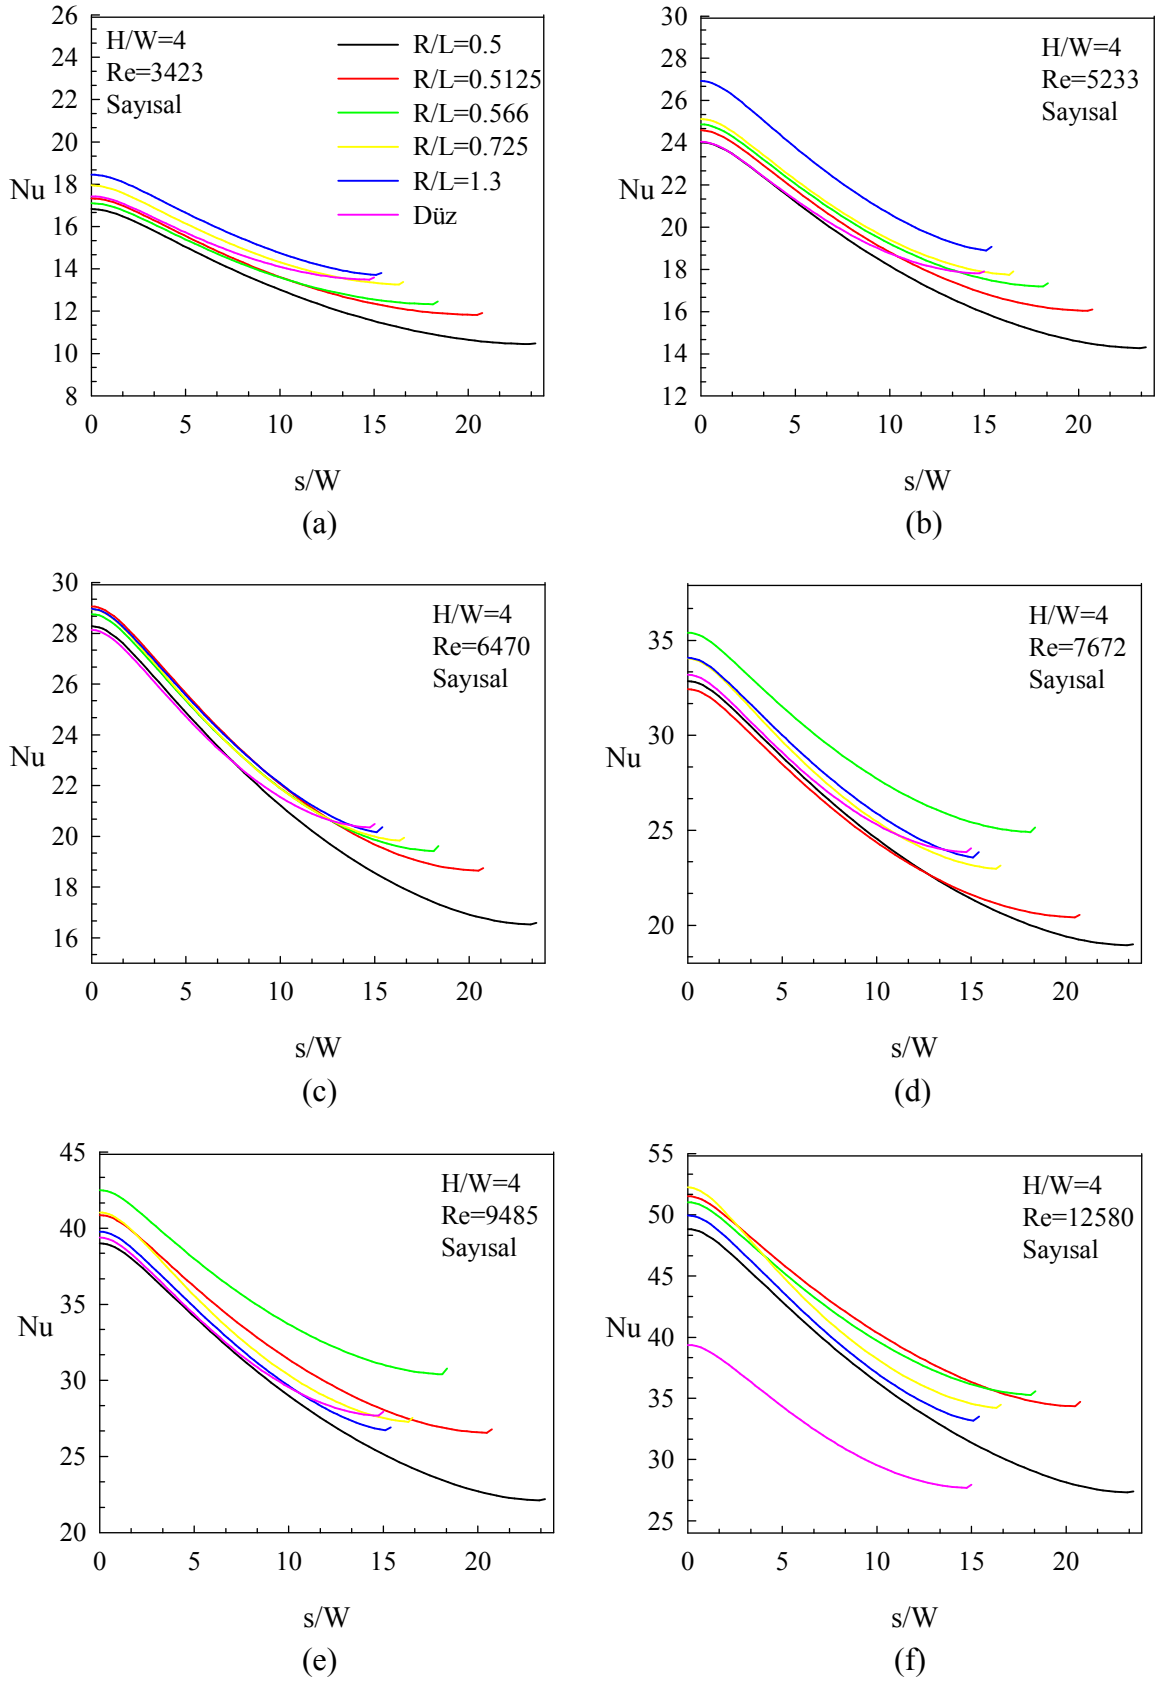 26
24
22
20
18
16
14
12
10
8
Nu
H/W=4
Re=3423
Sayısal
R/L=0.5
R/L=0.5125
R/L=0.566
R/L=0.725
R/L=1.3
Düz
0 5 10 15 20
s/W
(a)
30
28
26
24
22
20
18
16
14
12
Nu
H/W=4
Re=5233
Sayısal
0 5 10 15 20
s/W
(b)
30
28
26
24
22
20
18
16
Nu
H/W=4
Re=6470
Sayısal
0 5 10 15 20
s/W
(c)
35
30
25
20
Nu
H/W=4
Re=7672
Sayısal
0 5 10 15 20
s/W
(d)
45
40
35
30
25
20
Nu
H/W=4
Re=9485
Sayısal
0 5 10 15 20
s/W
(e)
55
50
45
40
35
30
25
Nu
H/W=4
Re=12580
Sayısal
0 5 10 15 20
s/W
(f)